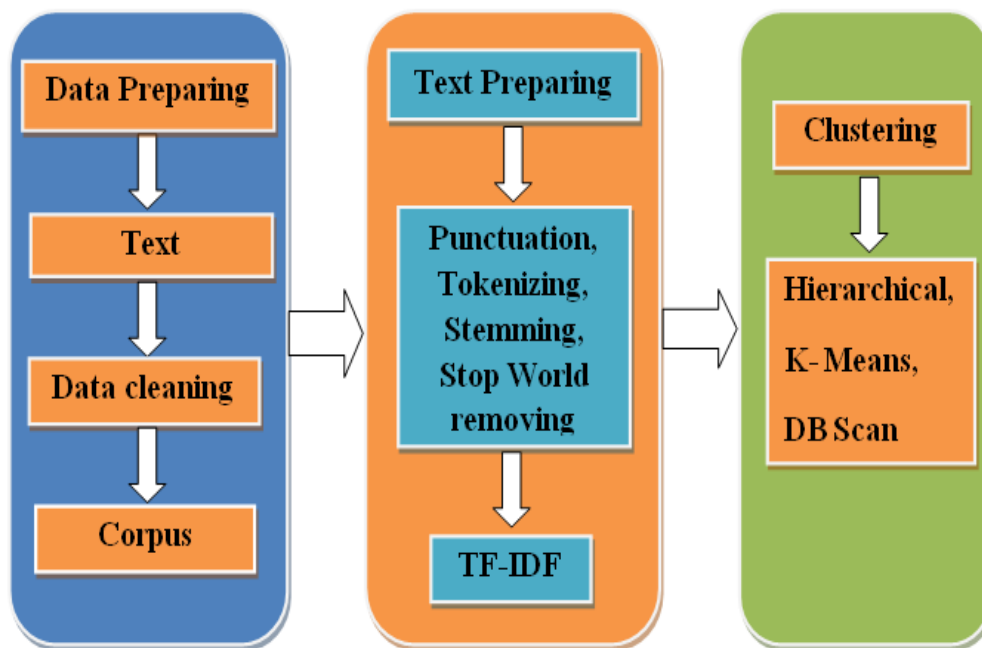 Data Preparing
Text
Data cleaning
Corpus
Text Preparing
Punctuation,
Tokenizing,
Stemming,
Stop World
removing
TF-IDF
Clustering
Hierarchical,
K- Means,
DB Scan